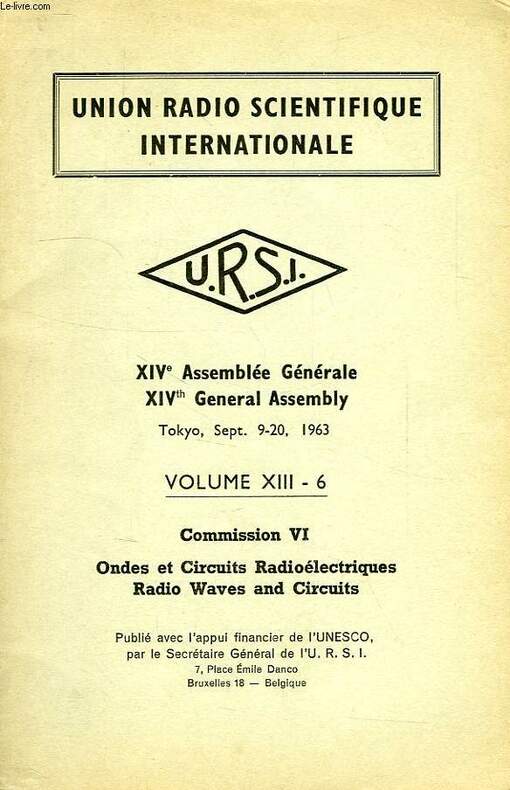 Le-livre.com
UNION RADIO SCIENTIFIQUE
INTERNATIONALE
U.R.S.I.
XIVe Assemblée Générale
XIVth General Assembly
Tokyo, Sept. 9-20, 1963
VOLUME XIII - 6
Commission VI
Ondes et Circuits Radioélectriques
Radio Waves and Circuits
Publié avec l'appui financier de l'UNESCO,
par le Secrétaire Général de l'U. R. S. I.
7, Place Émile Danco
Bruxelles 18 — Belgique